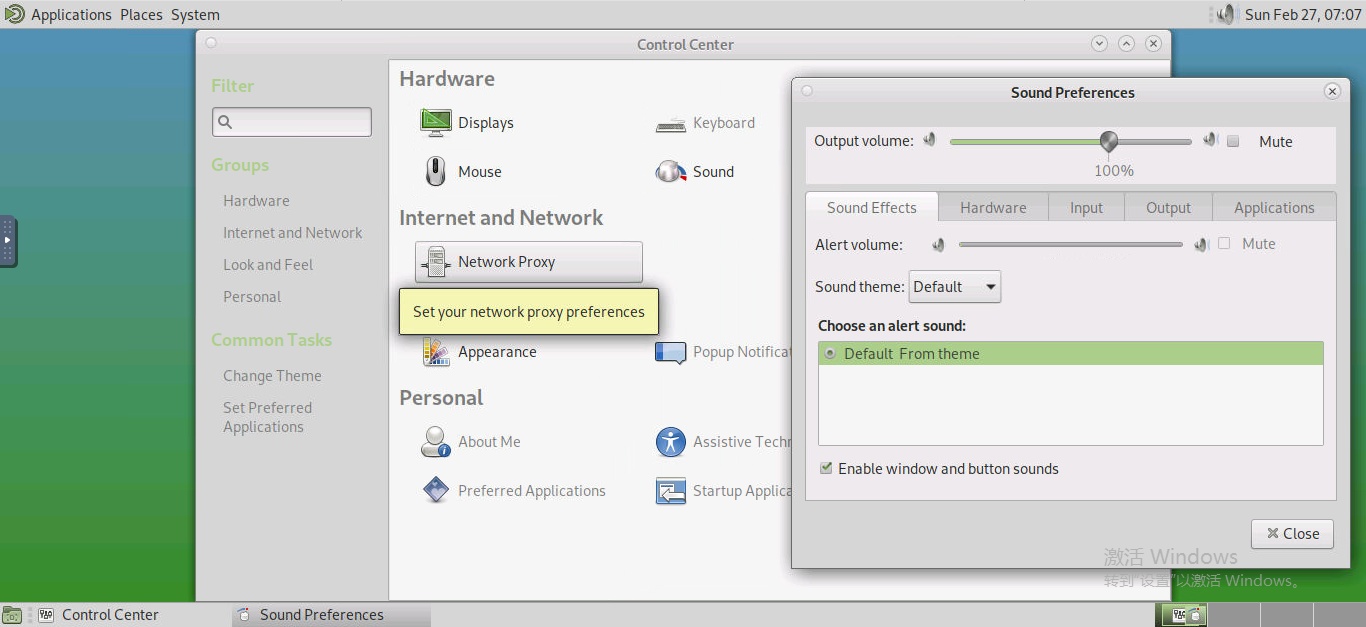 Applications Places System
Sun Feb 27, 07:07
Control Center
Filter
Groups
Hardware
Internet and Network
Look and Feel
Personal
Common Tasks
Change Theme
Set Preferred
Applications
Hardware
Displays
Keyboard
Mouse
Sound
Internet and Network
Network Proxy
Set your network proxy preferences
Appearance
Popup Notificat
Personal
About Me
Assistive Techn
Preferred Applications
Startup Applica
Sound Preferences
Output volume:
Mute
100%
Sound Effects
Hardware
Input
Output
Applications
Alert volume:
Mute
Sound theme:
Default
Choose an alert sound:
Default From theme
Enable window and button sounds
Close
激活 Windows
转到"设置"以激活 Windows。
Control Center
Sound Preferences